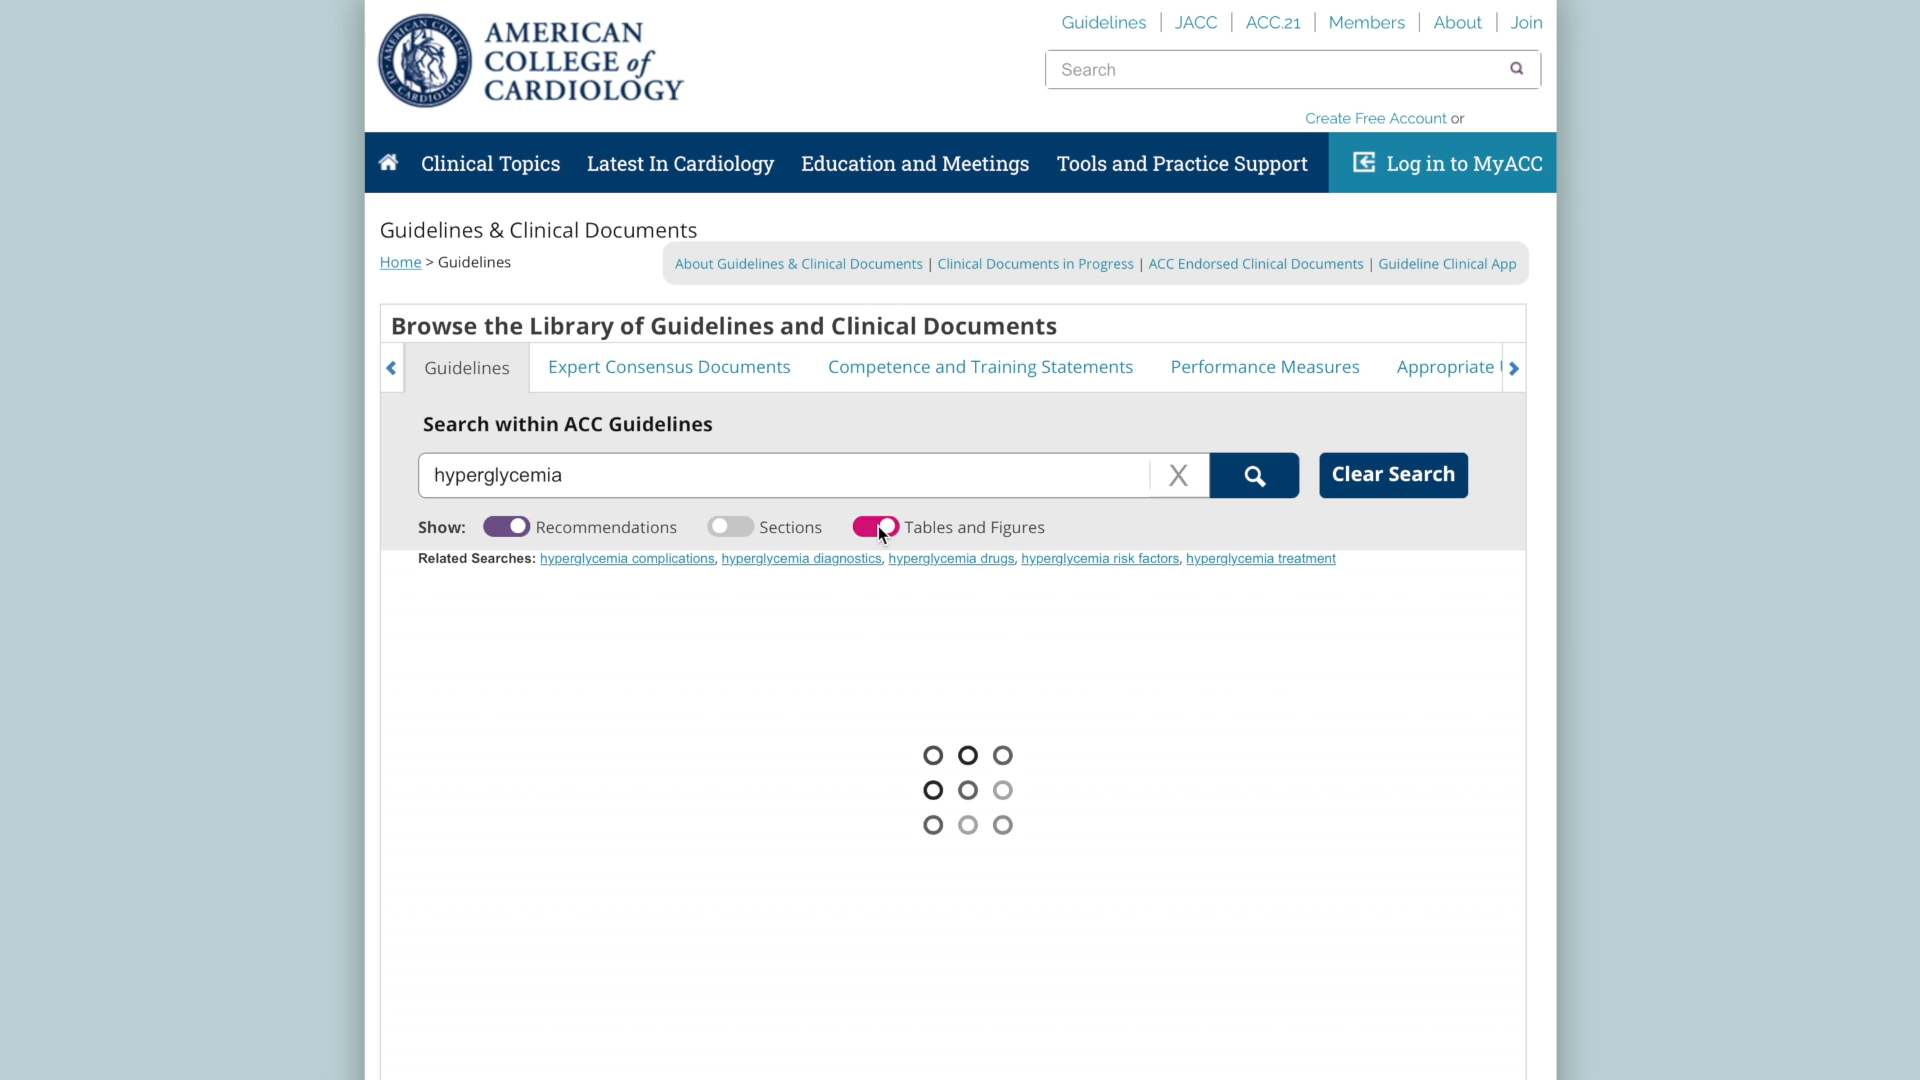 AMERICAN
COLLEGE of
CARDIOLOGY
AMERICAN COLLEGE OF CARDIOLOGY
Guidelines | JACC | ACC.21 | Members | About | Join
Search
Create Free Account or
Clinical Topics Latest In Cardiology Education and Meetings Tools and Practice Support Log in to MyACC
Guidelines & Clinical Documents
Home > Guidelines
About Guidelines & Clinical Documents | Clinical Documents in Progress | ACC Endorsed Clinical Documents | Guideline Clinical App
Browse the Library of Guidelines and Clinical Documents
Guidelines Expert Consensus Documents Competence and Training Statements Performance Measures Appropriate
Search within ACC Guidelines
hyperglycemia X Clear Search
Show: Recommendations Sections Tables and Figures
Related Searches: hyperglycemia complications, hyperglycemia diagnostics, hyperglycemia drugs, hyperglycemia risk factors, hyperglycemia treatment